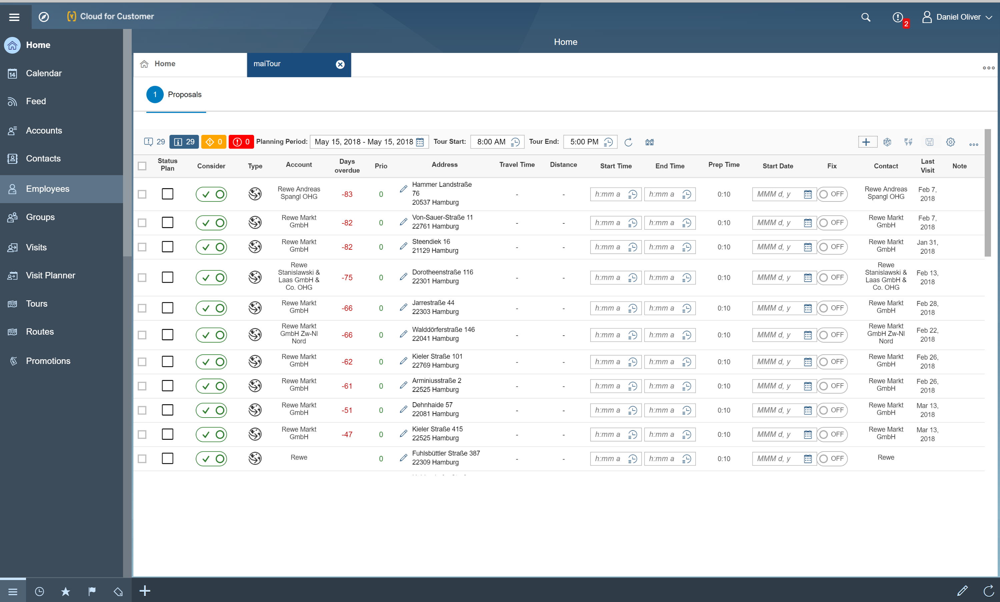 Cloud for Customer
2
Daniel Oliver
Home
Home
14 Calendar
Feed
Accounts
Contacts
Employees
Groups
Visits
Visit Planner
Tours
Routes
Promotions
Home maiTour
1 Proposals
29 29 0 0 Planning Period: May 15, 2018 - May 15, 2018 Tour Start: 8:00 AM Tour End: 5:00 PM
Status Plan Consider Type Account Days overdue Prio Address Travel Time Distance Start Time End Time Prep Time Start Date Fix Contact Last Visit Note
Rewe Andreas Spangl OHG -83 0 Hammer Landstraße 76 20537 Hamburg - - h:mm a h:mm a 0:10 MMM d, y OFF Rewe Andreas Spangl OHG Feb 7, 2018
Rewe Markt GmbH -82 0 Von-Sauer-Straße 11 22761 Hamburg - - h:mm a h:mm a 0:10 MMM d, y OFF Rewe Markt GmbH Feb 7, 2018
Rewe Markt GmbH -82 0 Steendiek 16 21129 Hamburg - - h:mm a h:mm a 0:10 MMM d, y OFF Rewe Markt GmbH Jan 31, 2018
Rewe Stanislawski & Laas GmbH & Co. OHG -75 0 Dorotheenstraße 116 22301 Hamburg - - h:mm a h:mm a 0:10 MMM d, y OFF Rewe Stanislawski & Laas GmbH & Co. OHG Feb 13, 2018
Rewe Markt GmbH -66 0 Jarrestraße 44 22303 Hamburg - - h:mm a h:mm a 0:10 MMM d, y OFF Rewe Markt GmbH Feb 28, 2018
Rewe Markt GmbH Zw-Nl Nord -66 0 Walddörferstraße 146 22041 Hamburg - - h:mm a h:mm a 0:10 MMM d, y OFF Rewe Markt GmbH Zw-Nl Nord Feb 22, 2018
Rewe Markt GmbH -62 0 Kieler Straße 101 22769 Hamburg - - h:mm a h:mm a 0:10 MMM d, y OFF Rewe Markt GmbH Feb 26, 2018
Rewe Markt GmbH -61 0 Arminiusstraße 2 22525 Hamburg - - h:mm a h:mm a 0:10 MMM d, y OFF Rewe Markt GmbH Feb 26, 2018
Rewe Markt GmbH -51 0 Dehnhaide 57 22081 Hamburg - - h:mm a h:mm a 0:10 MMM d, y OFF Rewe Markt GmbH Mar 13, 2018
Rewe Markt GmbH -47 0 Kieler Straße 415 22525 Hamburg - - h:mm a h:mm a 0:10 MMM d, y OFF Rewe Markt GmbH Mar 13, 2018
Rewe 0 Fuhlsbüttler Straße 387 22309 Hamburg - - h:mm a h:mm a 0:10 MMM d, y OFF Rewe